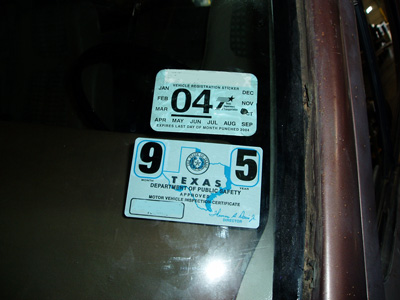 VEHICLE REGISTRATION STICKER
JAN DEC
FEB 04 NOV
MAR
APR MAY JUN JUL AUG SEP
EXPIRES LAST DAY OF MONTH PUNCHED 2004
9 5
MONTH YEAR
TEXAS
DEPARTMENT OF PUBLIC SAFETY
APPROVED
MOTOR VEHICLE INSPECTION CERTIFICATE
DIRECTOR